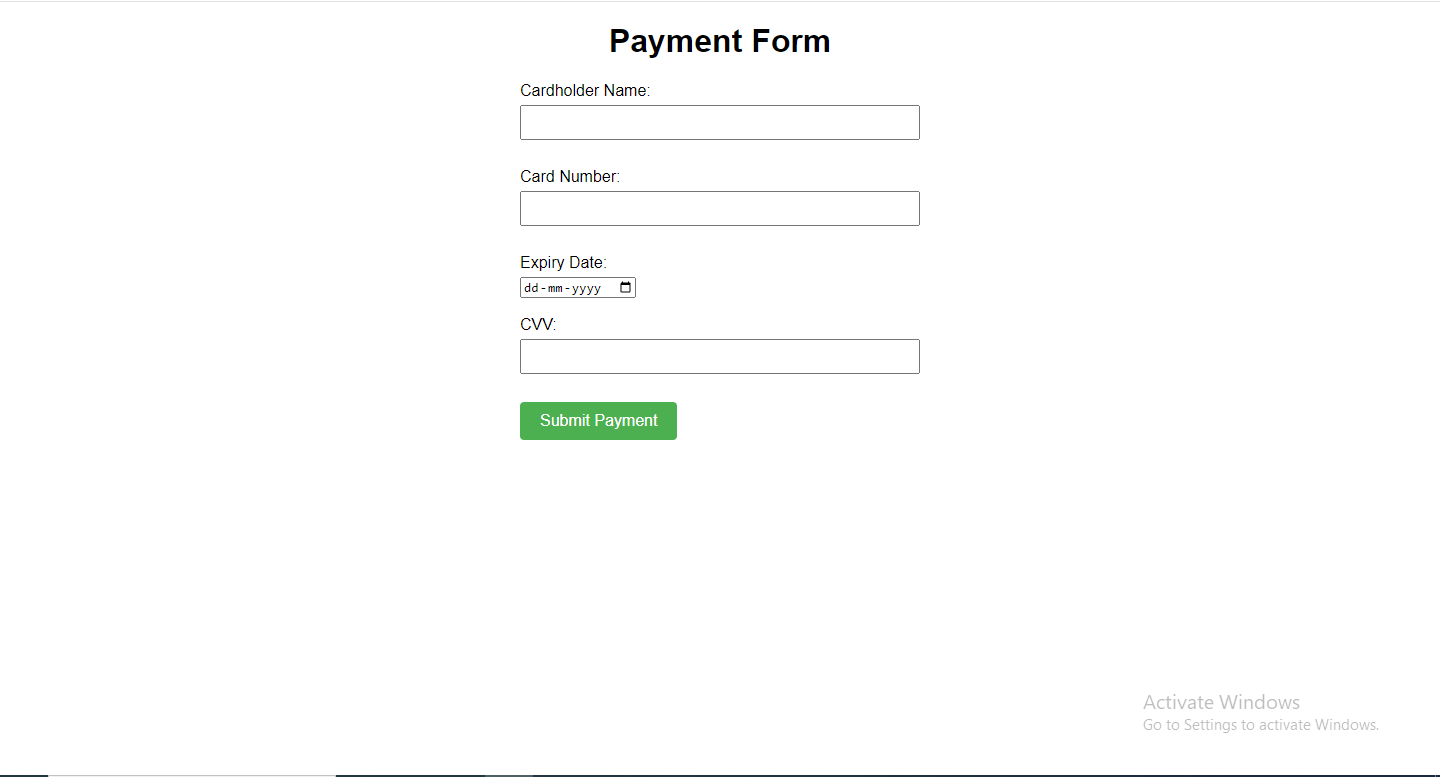 Payment Form
Cardholder Name:
Card Number:
Expiry Date:
dd-mm-yyyy
CVV:
Submit Payment
Activate Windows
Go to Settings to activate Windows.